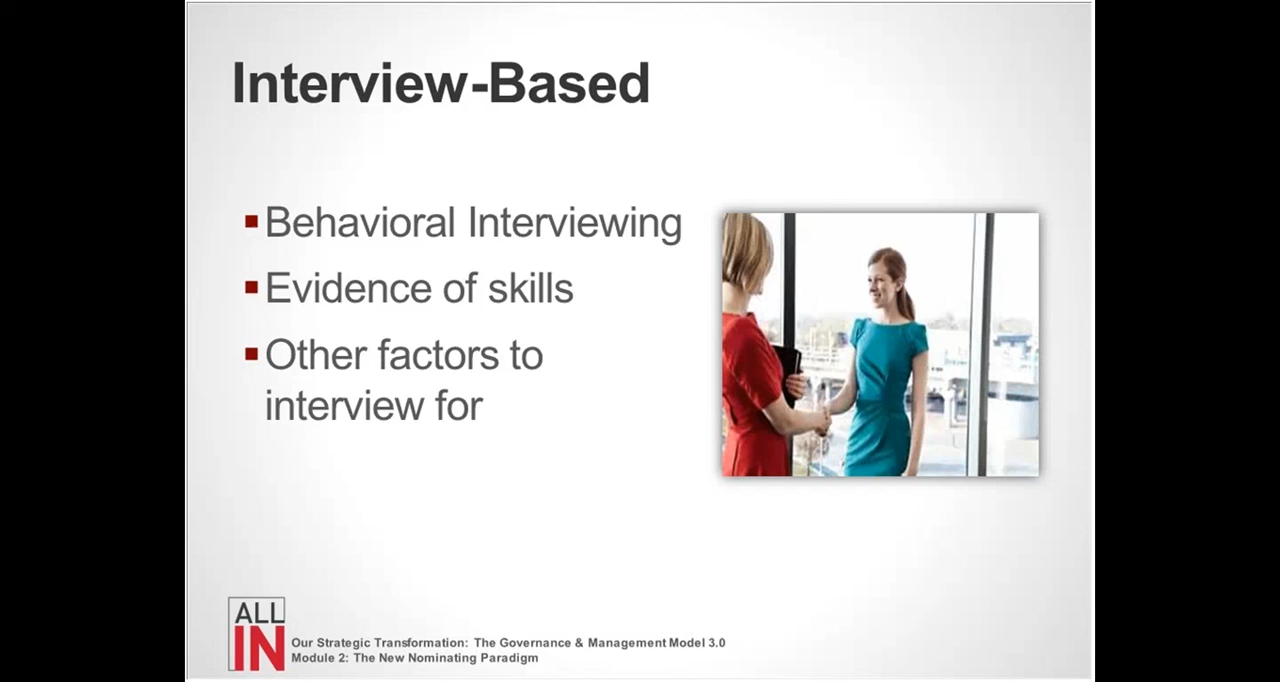 Interview-Based
Behavioral Interviewing
Evidence of skills
Other factors to
interview for
ALL
IN
Our Strategic Transformation: The Governance & Management Model 3.0
Module 2: The New Nominating Paradigm